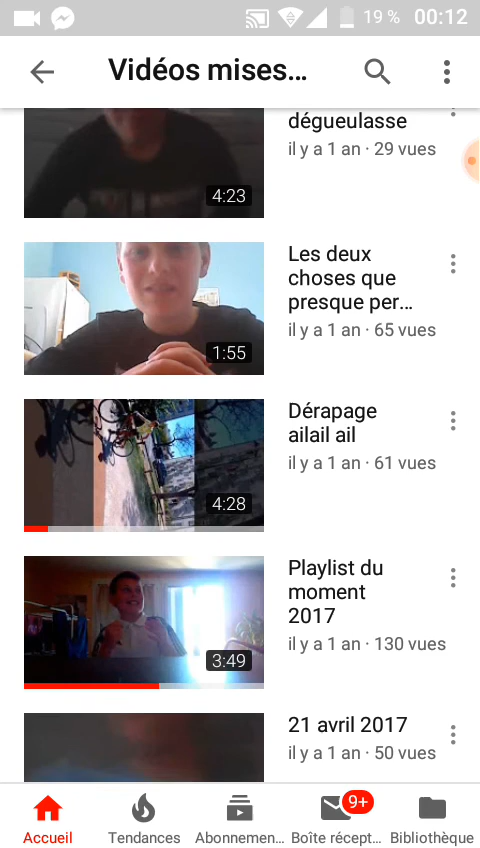 19 % 00:12
Vidéos mises...
dégueulasse
il y a 1 an · 29 vues
4:23
Les deux
choses que
presque per...
il y a 1 an · 65 vues
1:55
Dérapage
ailail ail
il y a 1 an · 61 vues
4:28
Playlist du
moment
2017
il y a 1 an · 130 vues
3:49
21 avril 2017
il y a 1 an · 50 vues
9+
Accueil Tendances Abonnemen... Boîte récept... Bibliothèque